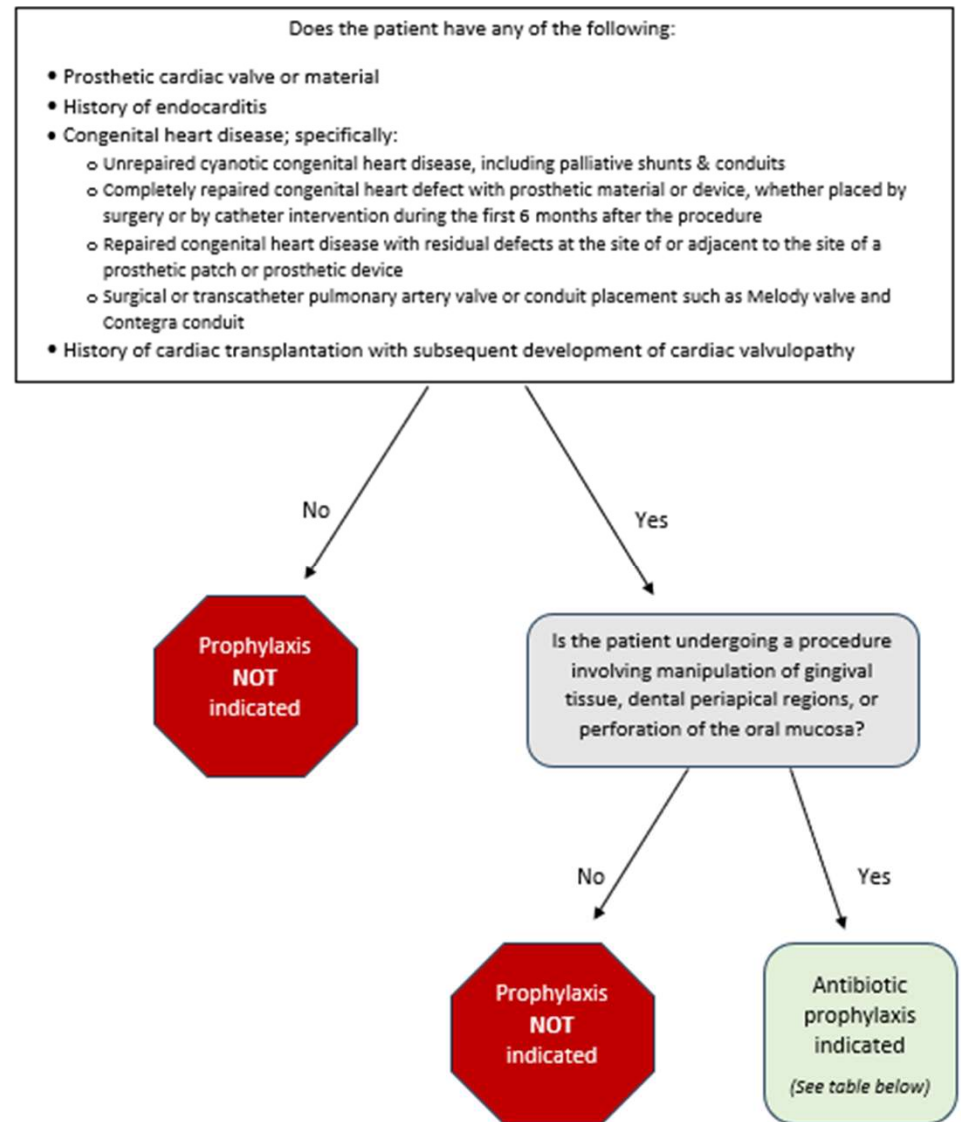 Does the patient have any of the following:
• Prosthetic cardiac valve or material
• History of endocarditis
• Congenital heart disease; specifically:
o Unrepaired cyanotic congenital heart disease, including palliative shunts & conduits
o Completely repaired congenital heart defect with prosthetic material or device, whether placed by
surgery or by catheter intervention during the first 6 months after the procedure
o Repaired congenital heart disease with residual defects at the site of or adjacent to the site of a
prosthetic patch or prosthetic device
o Surgical or transcatheter pulmonary artery valve or conduit placement such as Melody valve and
Contegra conduit
• History of cardiac transplantation with subsequent development of cardiac valvulopathy
No
Yes
Prophylaxis
NOT
indicated
Is the patient undergoing a procedure
involving manipulation of gingival
tissue, dental periapical regions, or
perforation of the oral mucosa?
No
Yes
Prophylaxis
NOT
indicated
Antibiotic
prophylaxis
indicated
(See table below)